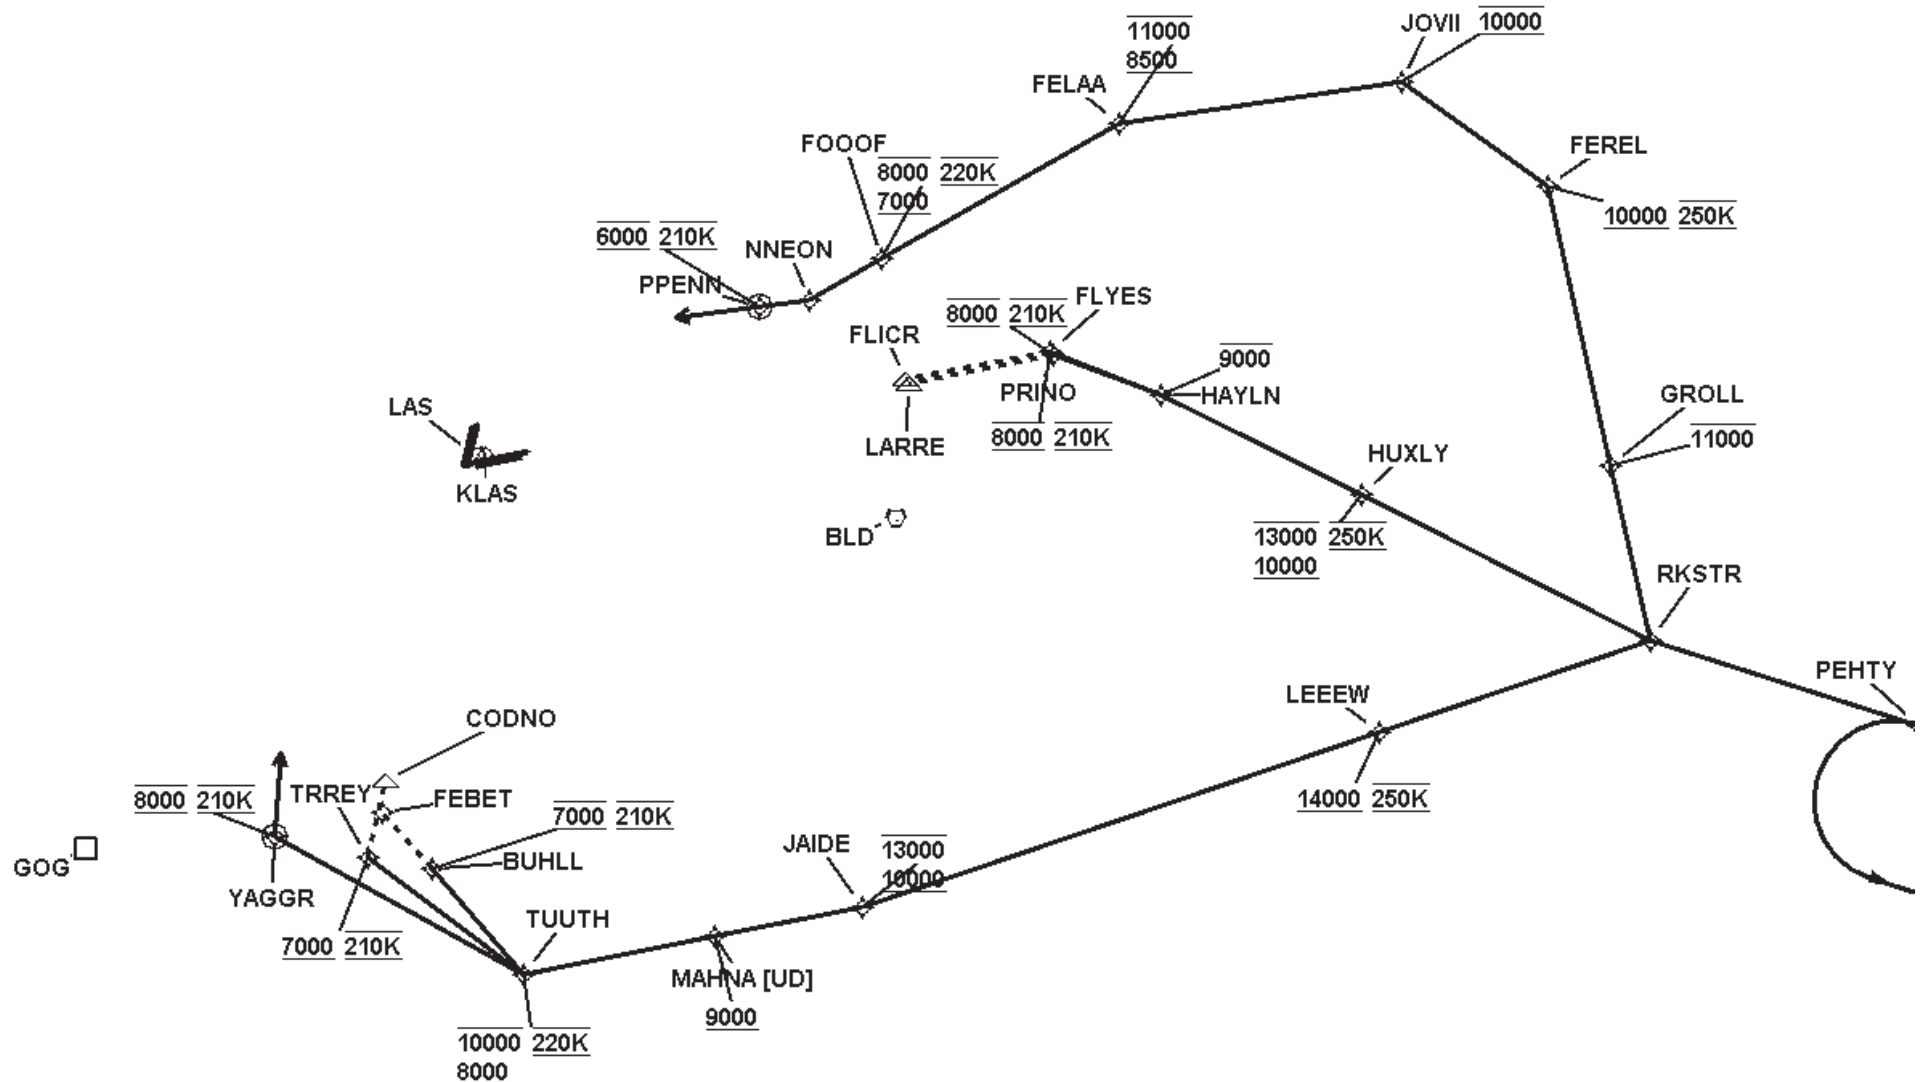 JOVII 10000
11000
8500
FELAA
FOOOF
8000 220K
7000
FEREL
10000 250K
6000 210K
NNEON
PPENN
8000 210K
FLYES
FLICR
9000
PRINO
HAYLN
LAS
GROLL
11000
8000 210K
LARRE
HUXLY
KLAS
BLD
13000 250K
10000
RKSTR
PEHTY
LEEEW
CODNO
8000 210K
TRREY
FEBET
7000 210K
14000 250K
GOG
BUHLL
JAIDE
13000
10000
YAGGR
TUUTH
7000 210K
MAHNA [UD]
9000
10000 220K
8000